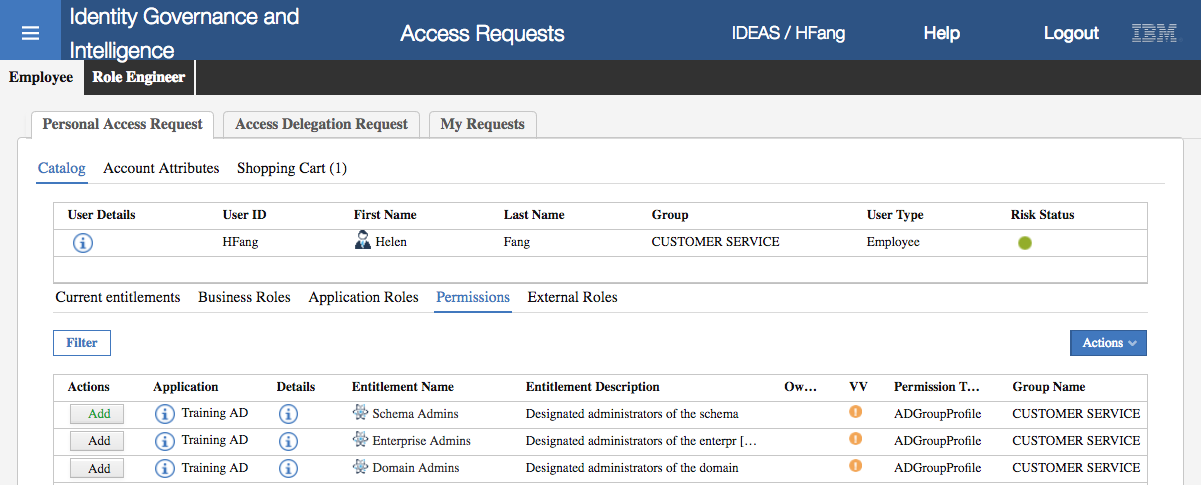 Identity Governance and
Intelligence
Access Requests
IDEAS / HFang
Help
Logout
IBM
Employee
Role Engineer
Personal Access Request
Access Delegation Request
My Requests
Catalog
Account Attributes
Shopping Cart (1)
User Details User ID First Name Last Name Group User Type Risk Status
HFang Helen Fang CUSTOMER SERVICE Employee
Current entitlements Business Roles Application Roles Permissions External Roles
Filter
Actions
Actions Application Details Entitlement Name Entitlement Description Ow... VV Permission T... Group Name
Add Training AD Schema Admins Designated administrators of the schema ADGroupProfile CUSTOMER SERVICE
Add Training AD Enterprise Admins Designated administrators of the enterpr [... ADGroupProfile CUSTOMER SERVICE
Add Training AD Domain Admins Designated administrators of the domain ADGroupProfile CUSTOMER SERVICE